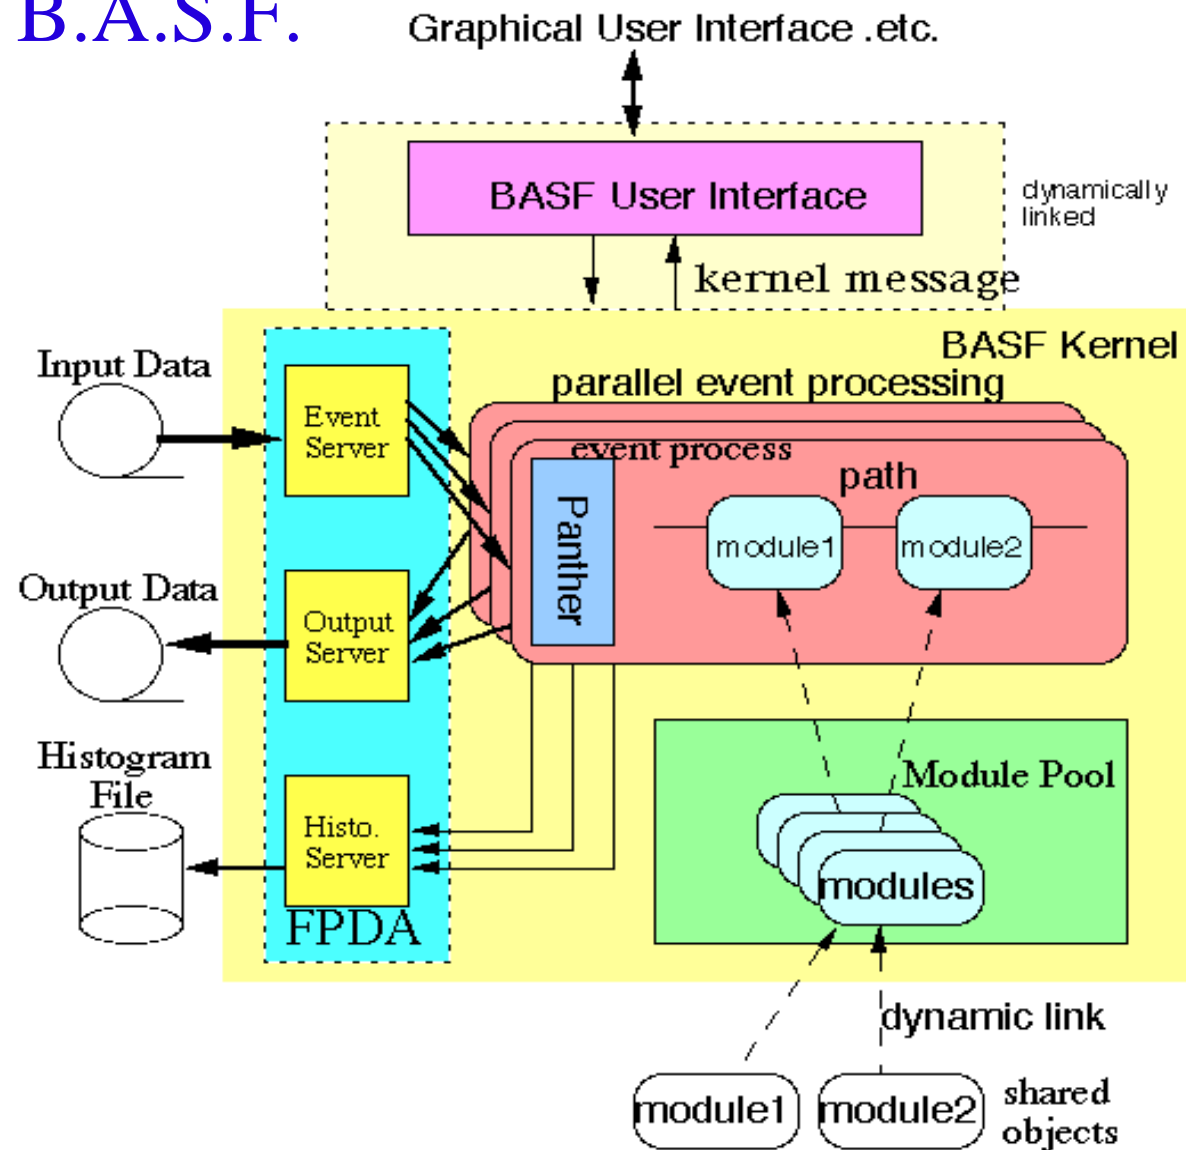 B.A.S.F.
Graphical User Interface .etc.
BASF User Interface
dynamically
linked
kernel message
BASF Kernel
Input Data
parallel event processing
Event
Server
event process
path
Panther
module1
module2
Output Data
Output
Server
Histogram
File
Module Pool
Histo.
Server
modules
FPDA
dynamic link
module1
module2
shared
objects